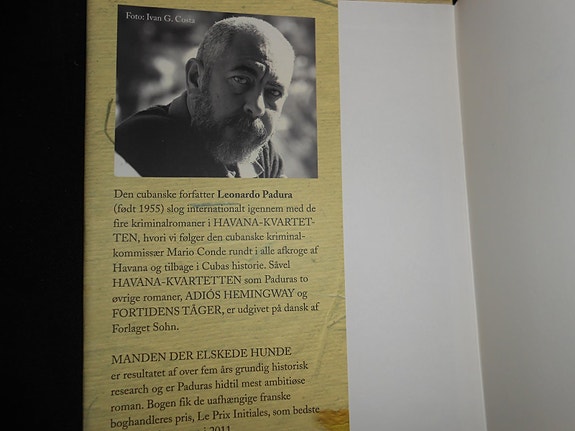 Foto: Ivan G. Costa
Den cubanske forfatter Leonardo Padura
(født 1955) slog internationalt igennem med de
fire kriminalromaner i HAVANA-KVARTET-
TEN, hvori vi følger den cubanske kriminal-
kommissær Mario Conde rundt i alle afkroge af
Havana og tilbage i Cubas historie. Såvel
HAVANA-KVARTETTEN som Paduras to
øvrige romaner, ADIÓS HEMINGWAY og
FORTIDENS TÅGER, er udgivet på dansk af
Forlaget Sohn.
MANDEN DER ELSKEDE HUNDE
er resultatet af over fem års grundig historisk
research og er Paduras hidtil mest ambitiøse
roman. Bogen fik de uafhængige franske
boghandleres pris, Le Prix Initiales, som bedste
i 2011